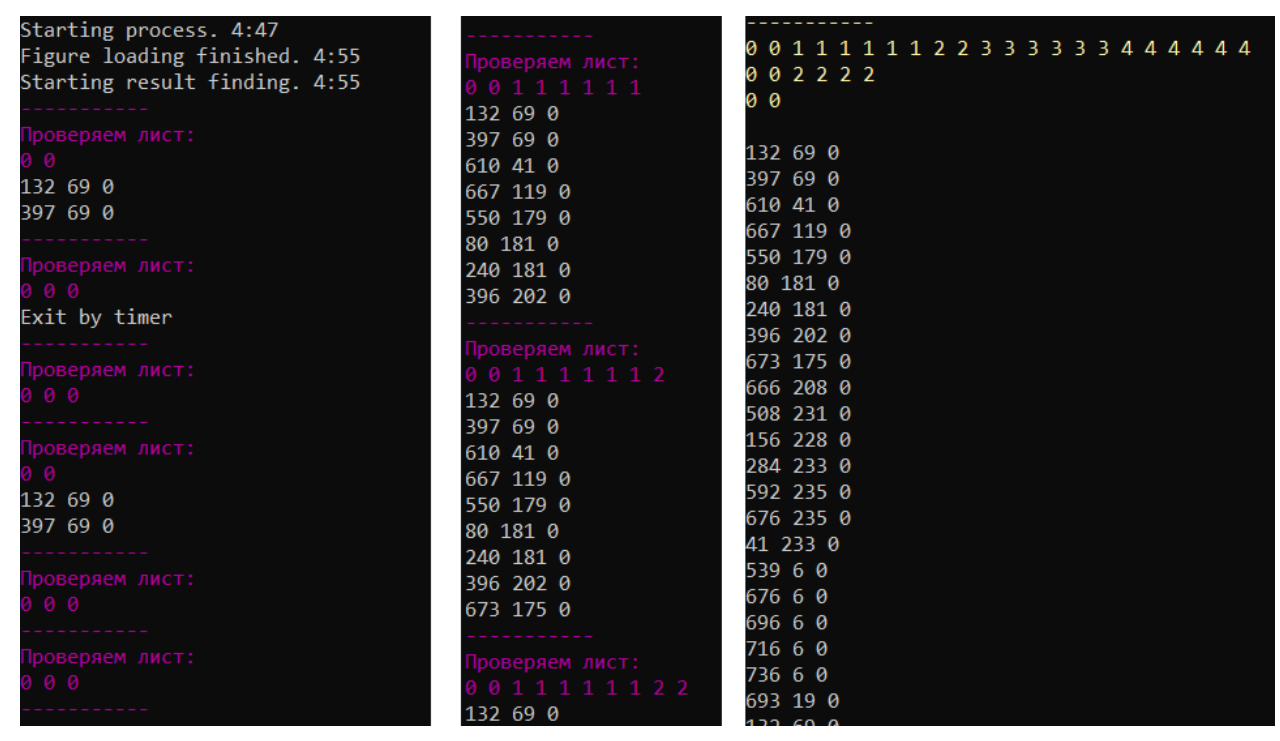 Starting process. 4:47
Figure loading finished. 4:55
Starting result finding. 4:55
-----------
Проверяем лист:
0 0
132 69 0
397 69 0
-----------
Проверяем лист:
0 0 0
Exit by timer
-----------
Проверяем лист:
0 0 0
-----------
Проверяем лист:
0 0
132 69 0
397 69 0
-----------
Проверяем лист:
0 0 0
-----------
Проверяем лист:
0 0 0
-----------
-----------
Проверяем лист:
0 0 1 1 1 1 1 1
132 69 0
397 69 0
610 41 0
667 119 0
550 179 0
80 181 0
240 181 0
396 202 0
-----------
Проверяем лист:
0 0 1 1 1 1 1 1 2
132 69 0
397 69 0
610 41 0
667 119 0
550 179 0
80 181 0
240 181 0
396 202 0
673 175 0
-----------
Проверяем лист:
0 0 1 1 1 1 1 1 2 2
132 69 0
-----------
0 0 1 1 1 1 1 1 2 2 3 3 3 3 3 3 4 4 4 4 4 4
0 0 2 2 2 2
0 0
132 69 0
397 69 0
610 41 0
667 119 0
550 179 0
80 181 0
240 181 0
396 202 0
673 175 0
666 208 0
508 231 0
156 228 0
284 233 0
592 235 0
676 235 0
41 233 0
539 6 0
676 6 0
696 6 0
716 6 0
736 6 0
693 19 0
132 69 0